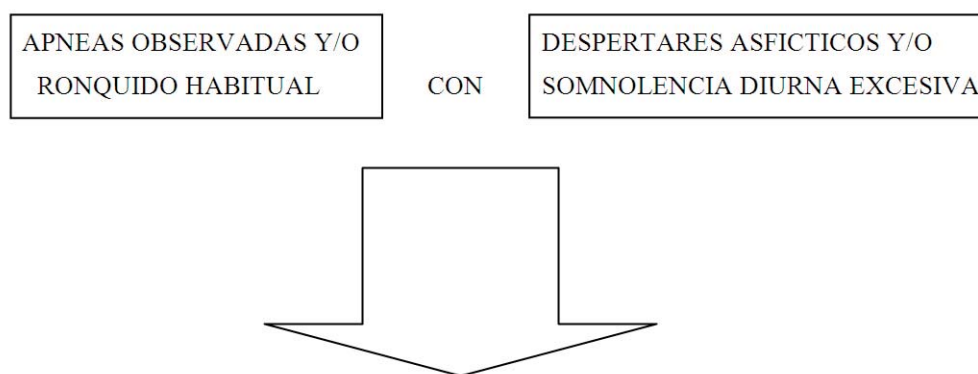 APNEAS OBSERVADAS Y/O
RONQUIDO HABITUAL
CON
DESPERTARES ASFICTICOS Y/O
SOMNOLENCIA DIURNA EXCESIVA